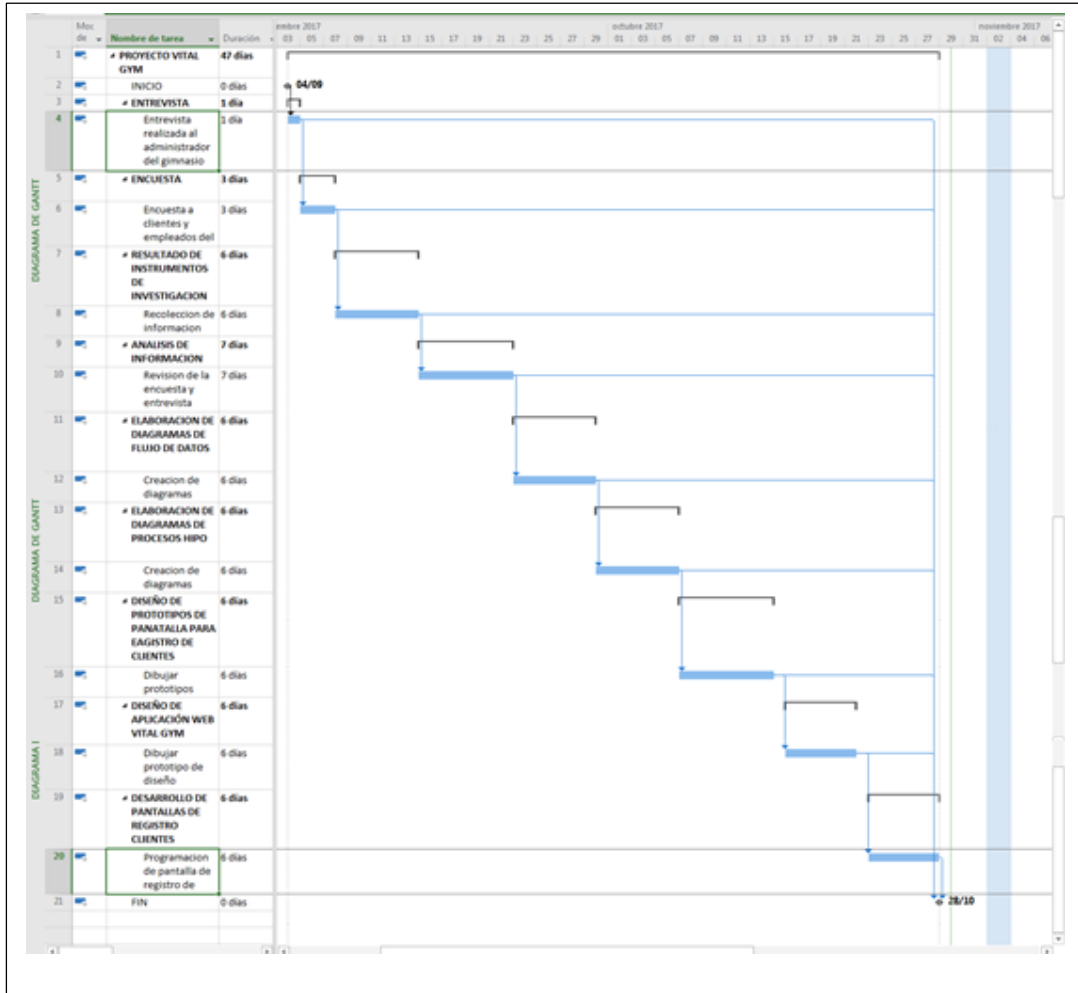 Moc
de
Nombre de tarea
Duración
embre 2017
octubre 2017
noviembre 2017
03 05 07 09 11 13 15 17 19 21 23 25 27 29 01 03 05 07 09 11 13 15 17 19 21 23 25 27 29 31 02 04 06
1 PROYECTO VITAL 47 días
GYM
2 INICIO 0 días 04/09
3 ENTREVISTA 1 día
4 Entrevista 1 día
realizada al
administrador
del gimnasio
5 ENCUESTA 3 días
6 Encuesta a 3 días
clientes y
empleados del
7 RESULTADO DE 6 días
INSTRUMENTOS
DE
INVESTIGACION
8 Recoleccion de 6 días
informacion
9 ANALISIS DE 7 días
INFORMACIÓN
10 Revision de la 7 días
encuesta y
entrevista
11 ELABORACION DE 6 días
DIAGRAMAS DE
FLUJO DE DATOS
12 Creacion de 6 días
diagramas
13 ELABORACION DE 6 días
DIAGRAMAS DE
PROCESOS HIPO
14 Creacion de 6 días
diagramas
15 DISEÑO DE 6 días
PROTOTIPOS DE
PANATALLA PARA
EAGISTRO DE
CLIENTES
16 Dibujar 6 días
prototipos
17 DISEÑO DE 6 días
APLICACIÓN WEB
VITAL GYM
18 Dibujar 6 días
prototipo de
diseño
19 DESARROLLO DE 6 días
PANTALLAS DE
REGISTRO
CLIENTES
20 Programacion 6 días
de pantalla de
registro de
21 FIN 0 días 28/10
DIAGRAMA DE GANTT
DIAGRAMA DE GANTT
DIAGRAMA I